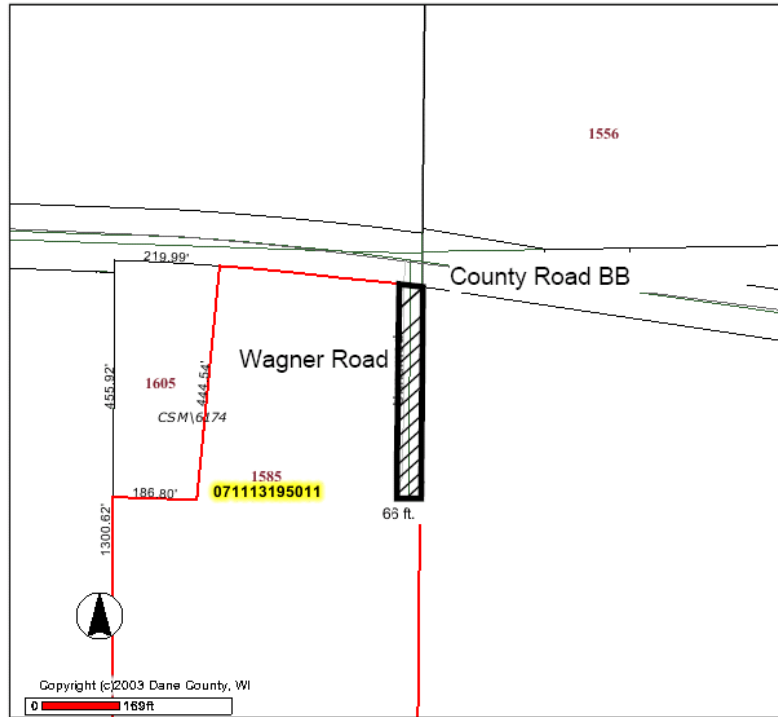 1556
219.99'
County Road BB
Wagner Road
455.92'
1605
444.54'
CSM\6174
1585
186.80'
071113195011
66 ft.
1300.62'
Copyright (c)2003 Dane County, WI
0 169ft